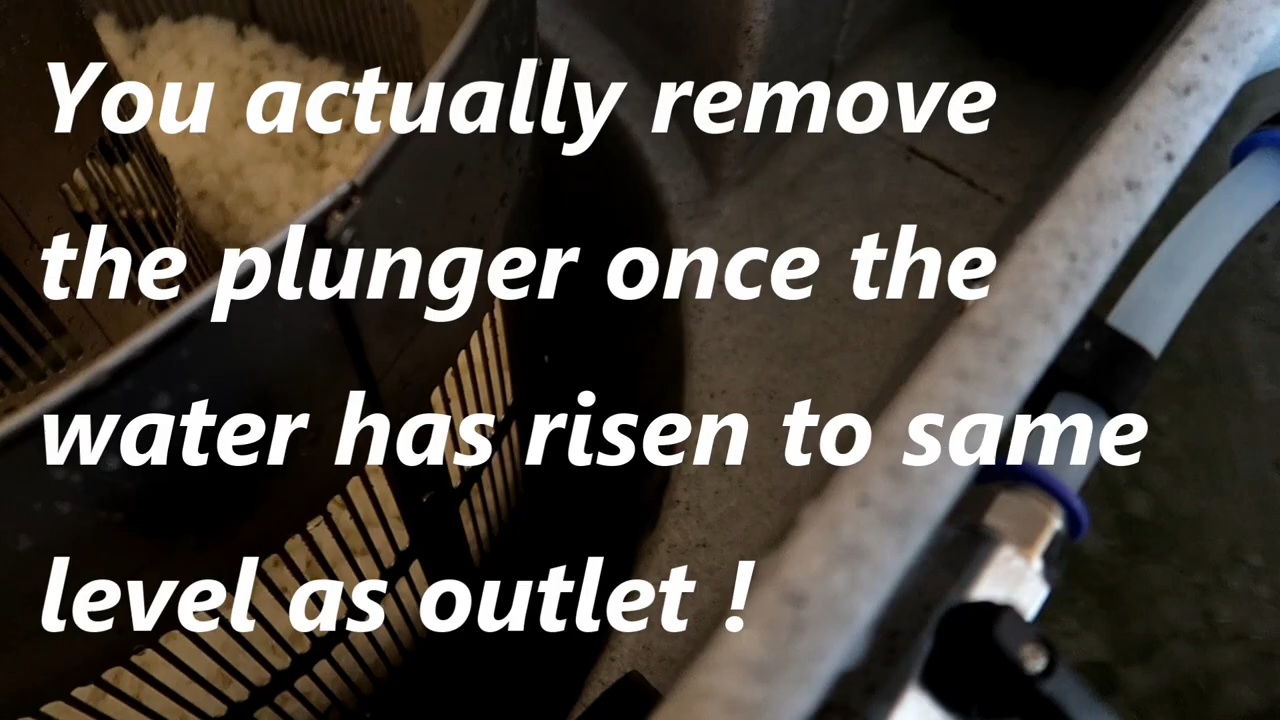 You actually remove
the plunger once the
water has risen to same
level as outlet !